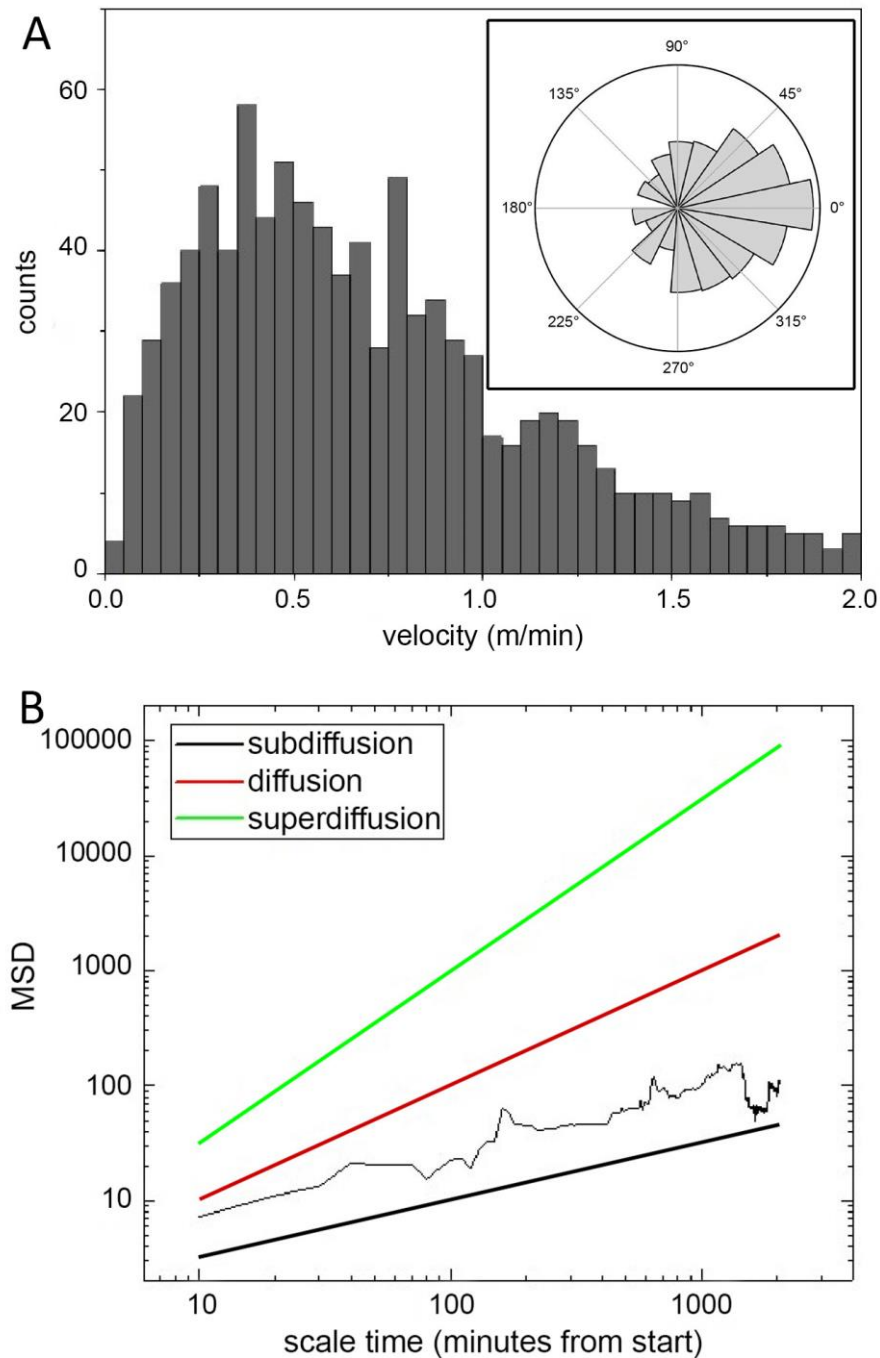 A
60
40
20
0
counts
0.0 0.5 1.0 1.5 2.0
velocity (m/min)
90°
135° 45°
180° 0°
225° 315°
270°
B
subdiffusion
diffusion
superdiffusion
100000
10000
1000
100
10
MSD
10 100 1000
scale time (minutes from start)